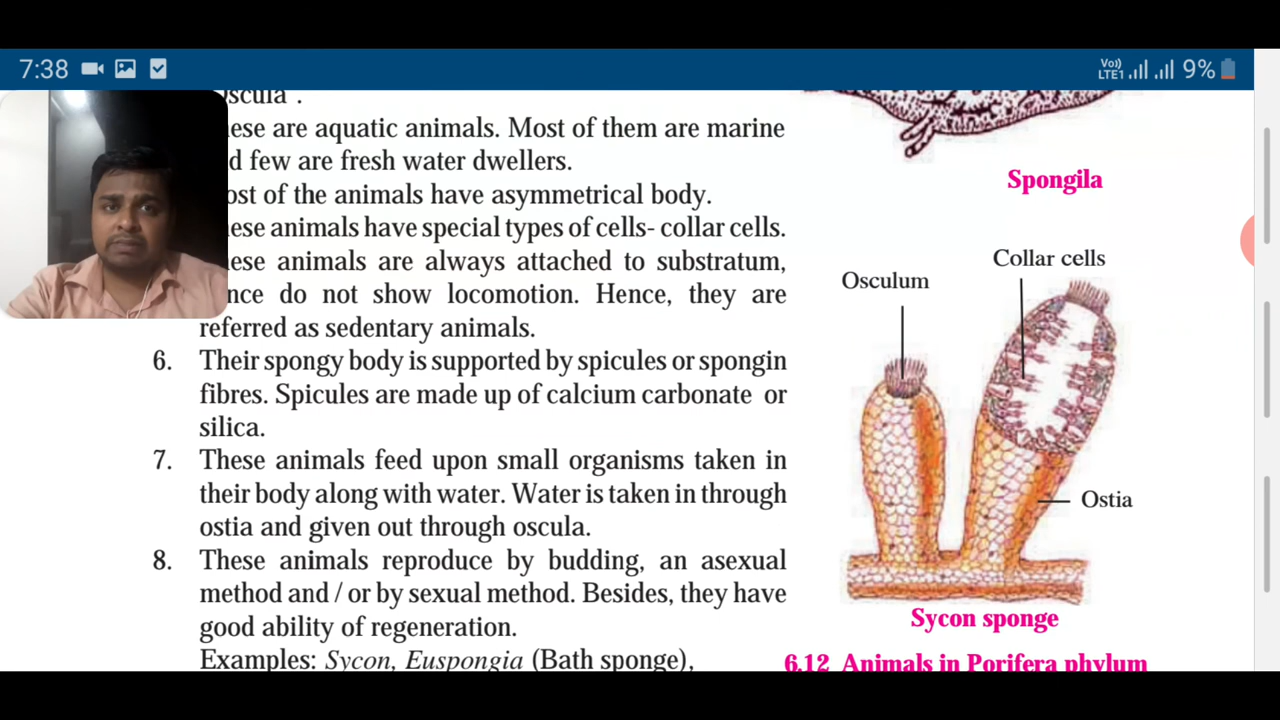 7:38
Vo)) LTE1 9%
these are aquatic animals. Most of them are marine
few are fresh water dwellers.
of the animals have asymmetrical body.
animals have special types of cells- collar cells.
animals are always attached to substratum,
do not show locomotion. Hence, they are
referred as sedentary animals.
6. Their spongy body is supported by spicules or spongin
fibres. Spicules are made up of calcium carbonate or
silica.
7. These animals feed upon small organisms taken in
their body along with water. Water is taken in through
ostia and given out through oscula.
8. These animals reproduce by budding, an asexual
method and / or by sexual method. Besides, they have
good ability of regeneration.
Examples: Sycon, Euspongia (Bath sponge),
Spongila
Collar cells
Osculum
Ostia
Sycon sponge
6.12 Animals in Porifera phylum